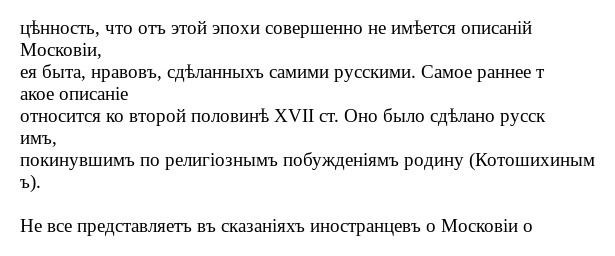 цѣнность, что отъ этой эпохи совершенно не имѣется описаній
Московіи,
ея быта, нравовъ, сдѣланныхъ самими русскими. Самое раннее т
акое описаніе
относится ко второй половинѣ XVII ст. Оно было сдѣлано русск
имъ,
покинувшимъ по религіознымъ побужденіямъ родину (Котошихиным
ъ).

Не все представляетъ въ сказаніяхъ иностранцевъ о Московіи о